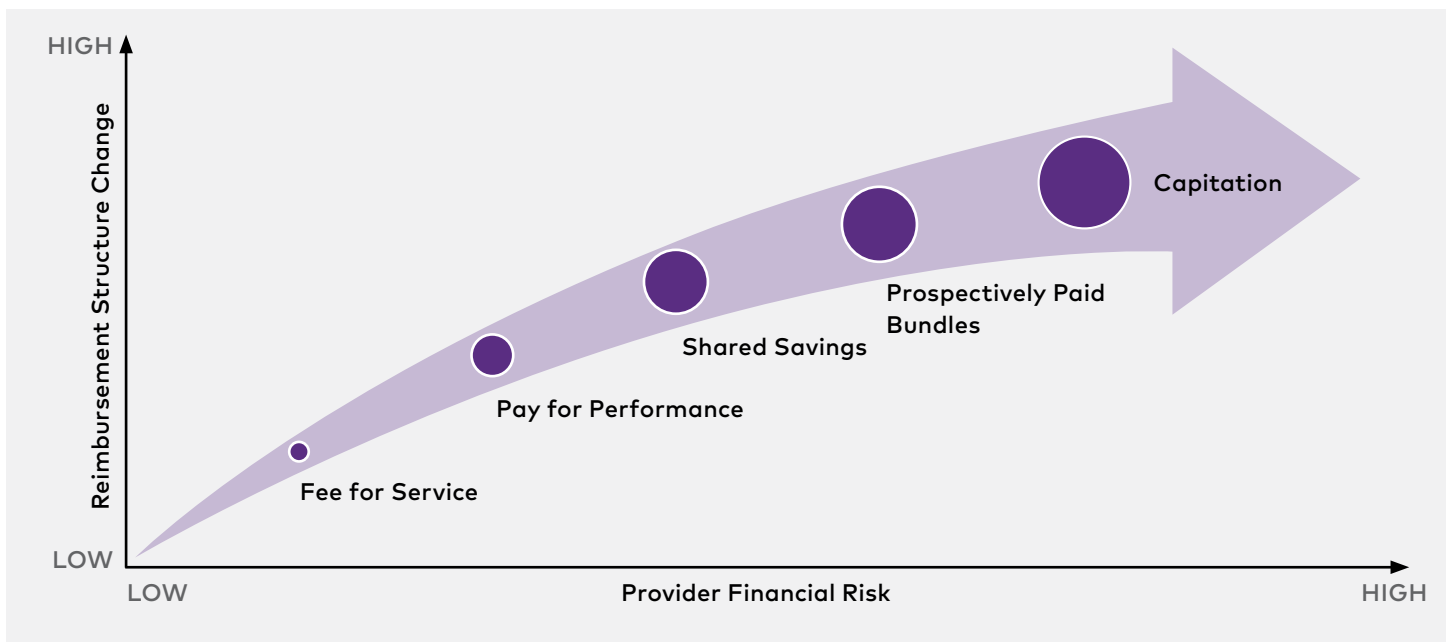 HIGH
Reimbursement Structure Change
Capitation
Prospectively Paid
Bundles
Shared Savings
Pay for Performance
Fee for Service
LOW
LOW
Provider Financial Risk
HIGH